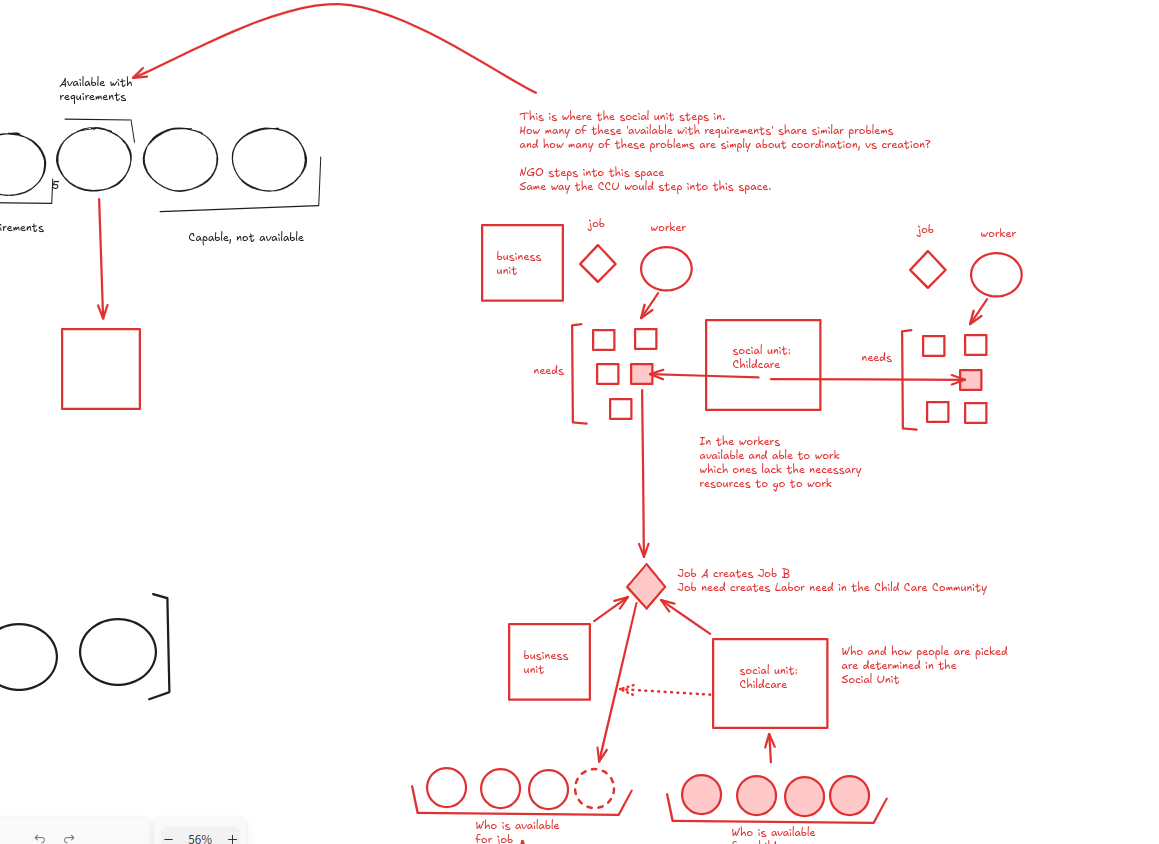 Available with
requirements
This is where the social unit steps in.
How many of these 'available with requirements' share similar problems
and how many of these problems are simply about coordination, vs creation?
NGO steps into this space
Same way the CCU would step into this space.
5
irements
Capable, not available
job
worker
business
unit
job
worker
needs
social unit:
Childcare
needs
In the workers
available and able to work
which ones lack the necessary
resources to go to work
Job A creates Job B
Job need creates Labor need in the Child Care Community
business
unit
social unit:
Childcare
Who and how people are picked
are determined in the
Social Unit
Who is available
for job
Who is available
56%